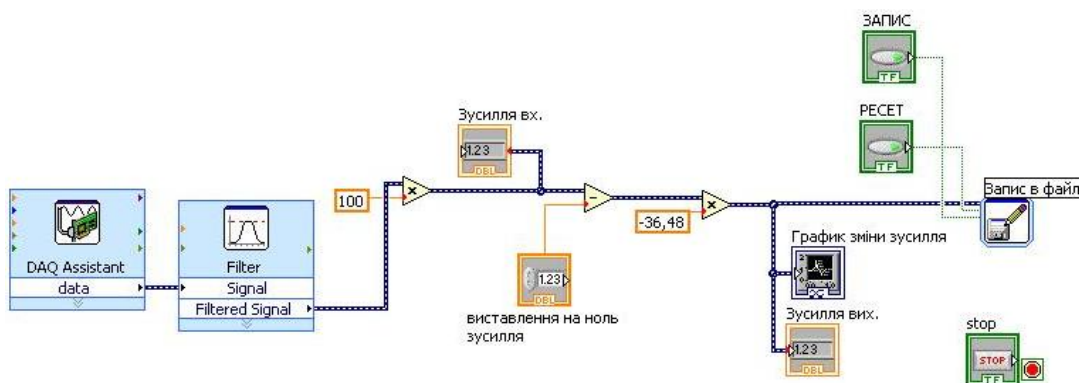 ЗАПИС
TF
РЕСЕТ
TF
Зусилля вх.
1.23
DBL
Запис в файл
100
-36,48
DAQ Assistant
data
Filter
Signal
Filtered Signal
1.23
DBL
виставлення на ноль
зусилля
График зміни зусилля
Зусилля вих.
1.23
DBL
stop
STOP
TF